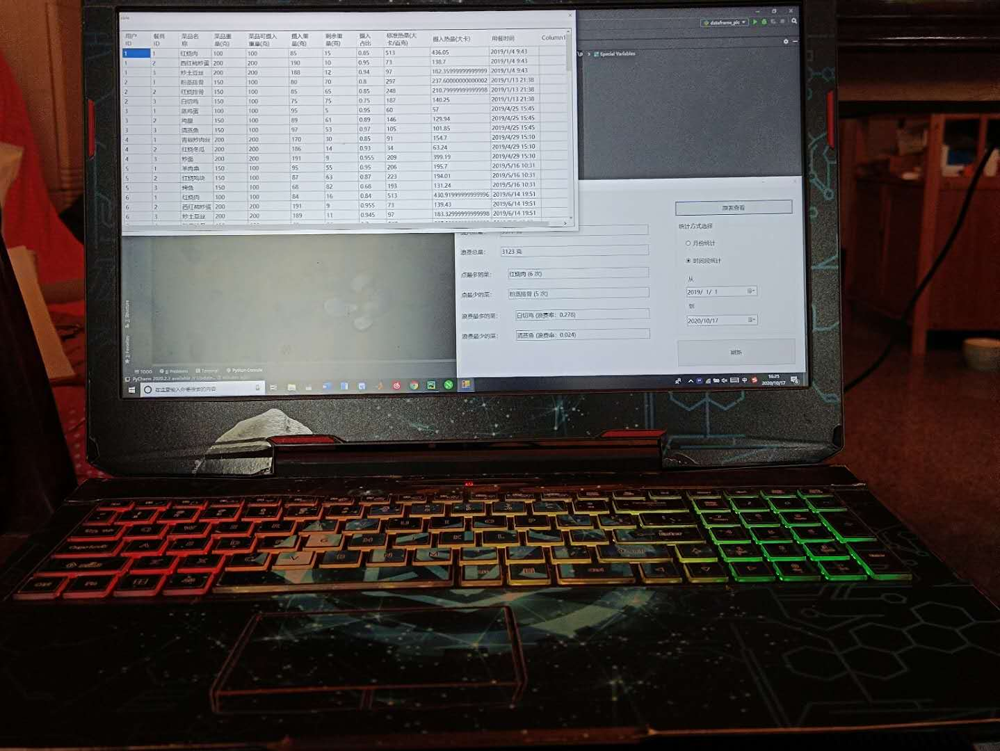 用户ID 餐具ID 菜品名称 菜品重量(克) 菜品可摄入重量(克) 摄入重量(克) 剩余重量(克) 摄入占比 标准热量(大卡/百克) 摄入热量(大卡) 用餐时间 Column1
1 1 红烧肉 100 100 85 15 0.85 513 436.05 2019/1/4 9:43
1 2 西红柿炒蛋 200 200 190 10 0.95 73 138.7 2019/1/4 9:43
1 3 炒土豆丝 200 200 188 12 0.94 97 182.35999999999999 2019/1/4 9:43
2 1 粉蒸排骨 150 100 80 70 0.8 297 237.60000000000002 2019/1/13 21:38
2 2 红烧排骨 150 100 85 65 0.85 248 210.79999999999998 2019/1/13 21:38
2 3 白切鸡 150 100 75 75 0.75 187 140.25 2019/1/13 21:38
3 1 蒸鸡蛋 100 100 95 5 0.95 60 57 2019/4/25 15:45
3 2 炖腿 150 100 89 61 0.89 146 129.94 2019/4/25 15:45
3 3 清蒸鱼 150 100 97 53 0.97 105 101.85 2019/4/25 15:45
4 1 青椒炒肉丝 200 200 170 30 0.85 91 154.7 2019/4/29 15:10
4 2 红烧冬瓜 200 200 186 14 0.93 34 63.24 2019/4/29 15:10
4 3 炒面 200 200 191 9 0.955 209 399.19 2019/4/29 15:10
5 1 羊肉串 150 100 95 55 0.95 206 195.7 2019/5/16 10:31
5 2 红烧鸡块 150 100 87 63 0.87 223 194.01 2019/5/16 10:31
5 3 烤鱼 150 100 68 82 0.68 193 131.24 2019/5/16 10:31
6 1 红烧肉 100 100 84 16 0.84 513 430.91999999999996 2019/6/14 19:51
6 2 西红柿炒蛋 200 200 191 9 0.955 73 139.43 2019/6/14 19:51
6 3 炒土豆丝 200 200 189 11 0.945 97 183.32999999999998 2019/6/14 19:51
dataframe_pic
Special Variables
原表查看
统计方式选择
月份统计
时间段统计
从
2019/ 1/ 1
到
2020/10/17
刷新
浪费总量: 3123 克
点最多的菜: 红烧肉 (6 次)
点最少的菜: 粉蒸排骨 (5 次)
浪费最多的菜: 白切鸡 (浪费率: 0.278)
浪费最少的菜: 清蒸鱼 (浪费率: 0.024)
Structure
2: Favorites
TODO 6: Problems Terminal Python Console
PyCharm 2020.2.3 available
在这里输入你要搜索的内容
中
16:25
2020/10/17